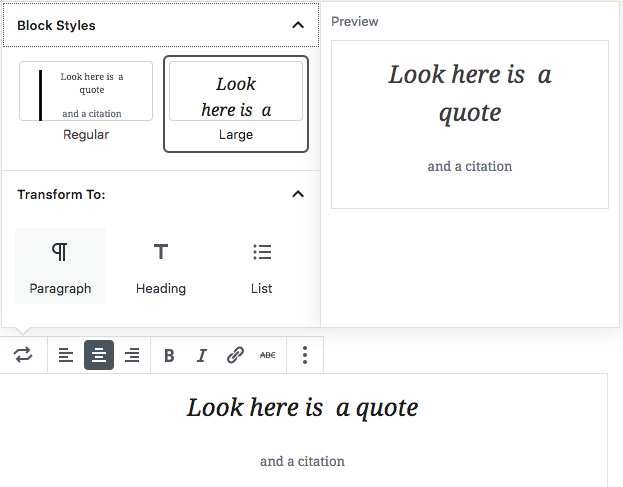 Block Styles
Look here is  a
quote
and a citation
Regular
Look
here is  a
Large
Transform To:
Paragraph
Heading
List
Preview
Look here is  a
quote
and a citation
B I ABC
Look here is  a quote
and a citation